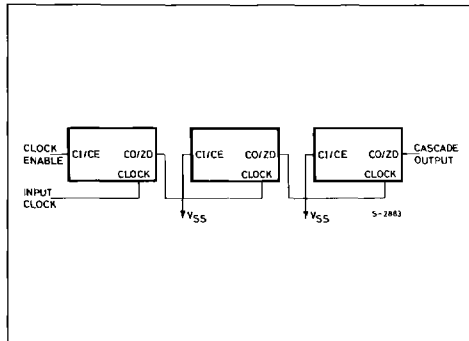 CLOCK
ENABLE
CI/CE
CO/ZD
CLOCK
INPUT
CLOCK
CI/CE
CO/ZD
CLOCK
VSS
CI/CE
CO/ZD
CLOCK
VSS
CASCADE
OUTPUT
S-2883